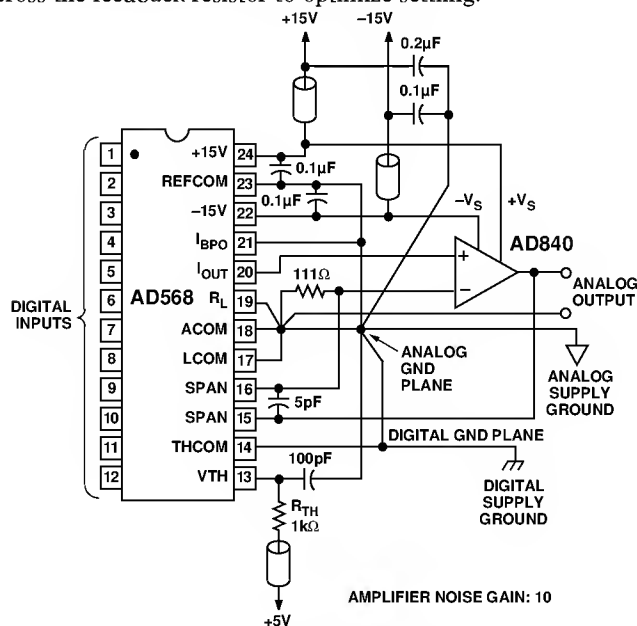 cross the feedback resistor to optimize settling.
+15V
−15V
0.2µF
0.1µF
1
2
3
4
5
6
7
8
9
10
11
12
DIGITAL
INPUTS
AD568
+15V 24
REFCOM 23
−15V 22
IBPO 21
IOUT 20
RL 19
ACOM 18
LCOM 17
SPAN 16
SPAN 15
THCOM 14
VTH 13
0.1µF
0.1µF
111Ω
5pF
100pF
RTH
1kΩ
+5V
−VS
+VS
+
−
AD840
ANALOG
OUTPUT
ANALOG
GND
PLANE
ANALOG
SUPPLY
GROUND
DIGITAL GND PLANE
DIGITAL
SUPPLY
GROUND
AMPLIFIER NOISE GAIN: 10